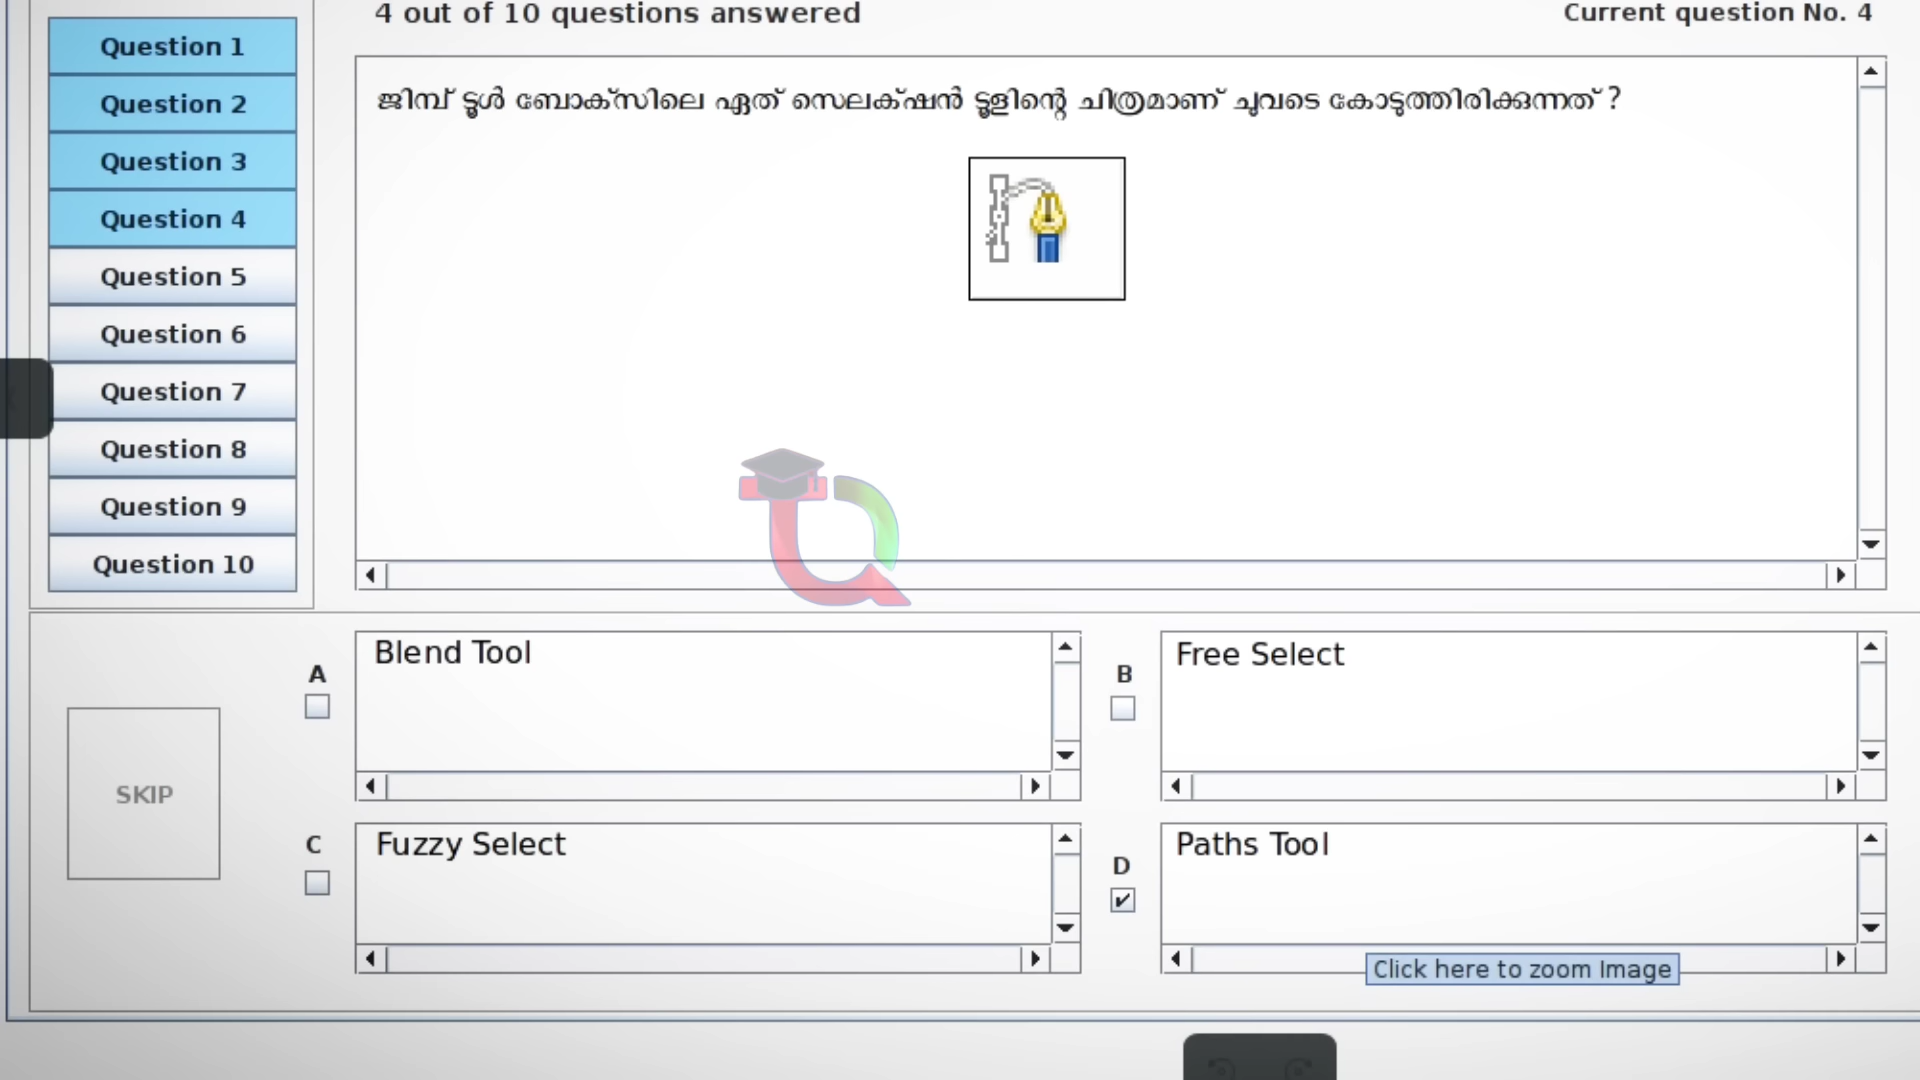 4 out of 10 questions answered
Current question No. 4
Question 1
Question 2
Question 3
Question 4
Question 5
Question 6
Question 7
Question 8
Question 9
Question 10
ജിമ്പ് ടൂൾ ബോക്സിലെ ഏത് സെലക്ഷൻ ടൂളിന്റെ ചിത്രമാണ് ചുവടെ കോടുത്തിരിക്കുന്നത് ?
SKIP
A
Blend Tool
B
Free Select
C
Fuzzy Select
D
Paths Tool
Click here to zoom Image